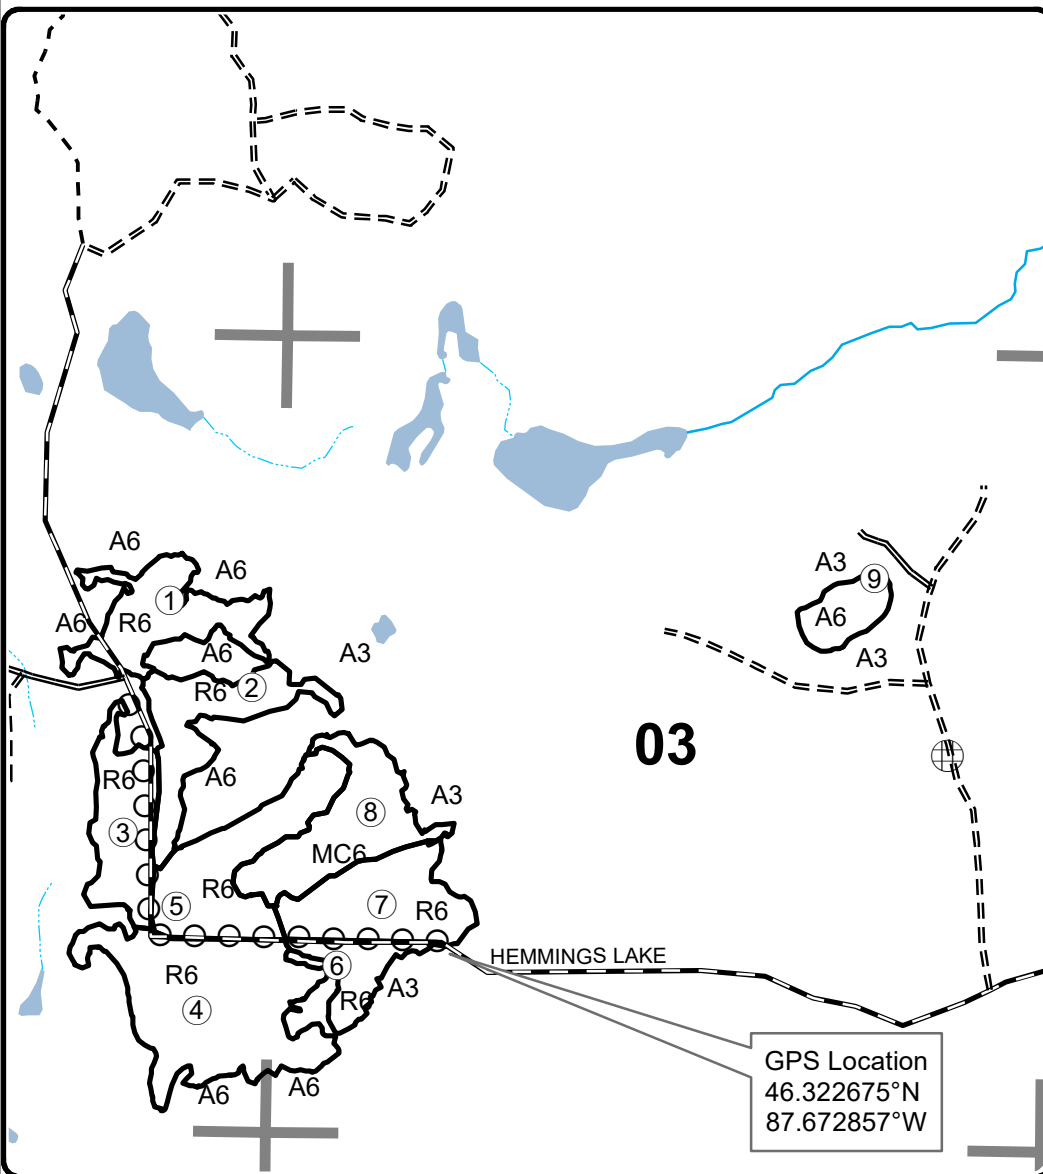 A6
A6
A3
1
9
A6
R6
A6
A6
A3
A3
R6
2
03
R6
A6
A3
8
3
MC6
R6
5
7
R6
HEMMINGS LAKE
6
R6
A3
R6
4
A6
A6
GPS Location
46.322675°N
87.672857°W